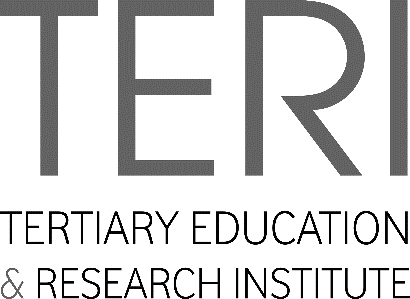 TERI
TERTIARY EDUCATION
& RESEARCH INSTITUTE